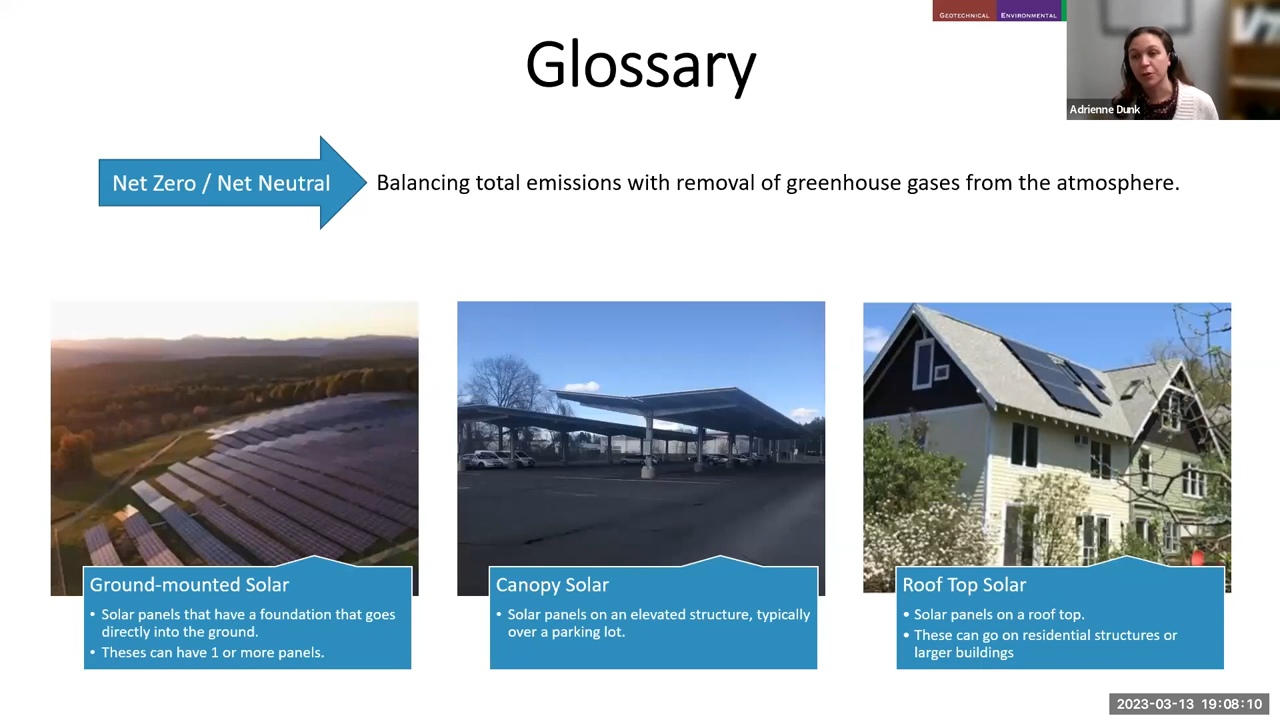 GEOTECHNICAL ENVIRONMENTAL
Glossary
Adrienne Dunk
Net Zero / Net Neutral
Balancing total emissions with removal of greenhouse gases from the atmosphere.
Ground-mounted Solar
• Solar panels that have a foundation that goes
directly into the ground.
• Theses can have 1 or more panels.
Canopy Solar
• Solar panels on an elevated structure, typically
over a parking lot.
Roof Top Solar
• Solar panels on a roof top.
• These can go on residential structures or
larger buildings
2023-03-13 19:08:10